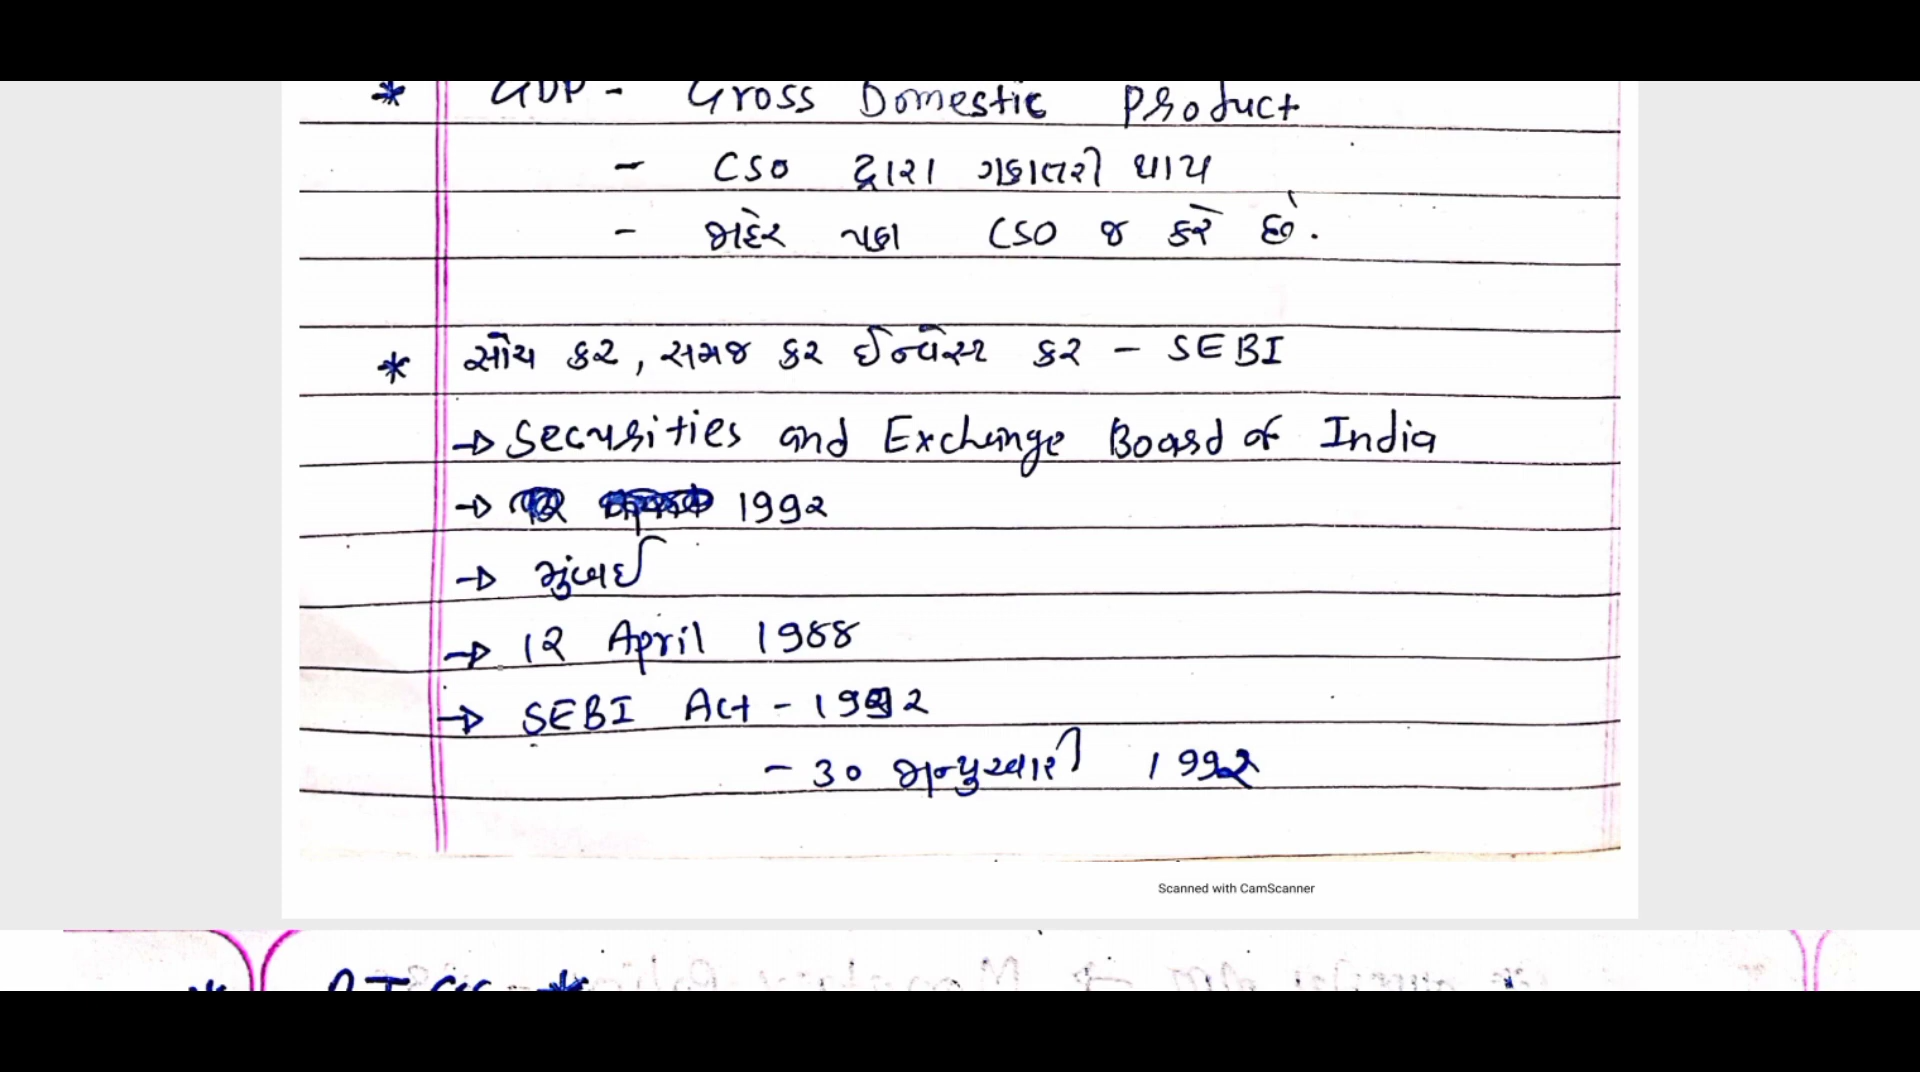 * GDP - Gross Domestic Product
- CSO દ્વારા ગણતરી થાય
- જાહેર પણ CSO જ કરે છે.
* સોચ કર, સમજ કર ઈન્વેસ્ટ કર - SEBI
→ Securities and Exchange Board of India
→ 1992
→ મુંબઈ
→ 12 April 1988
→ SEBI Act - 1992
- 30 જાન્યુઆરી 1992
Scanned with CamScanner